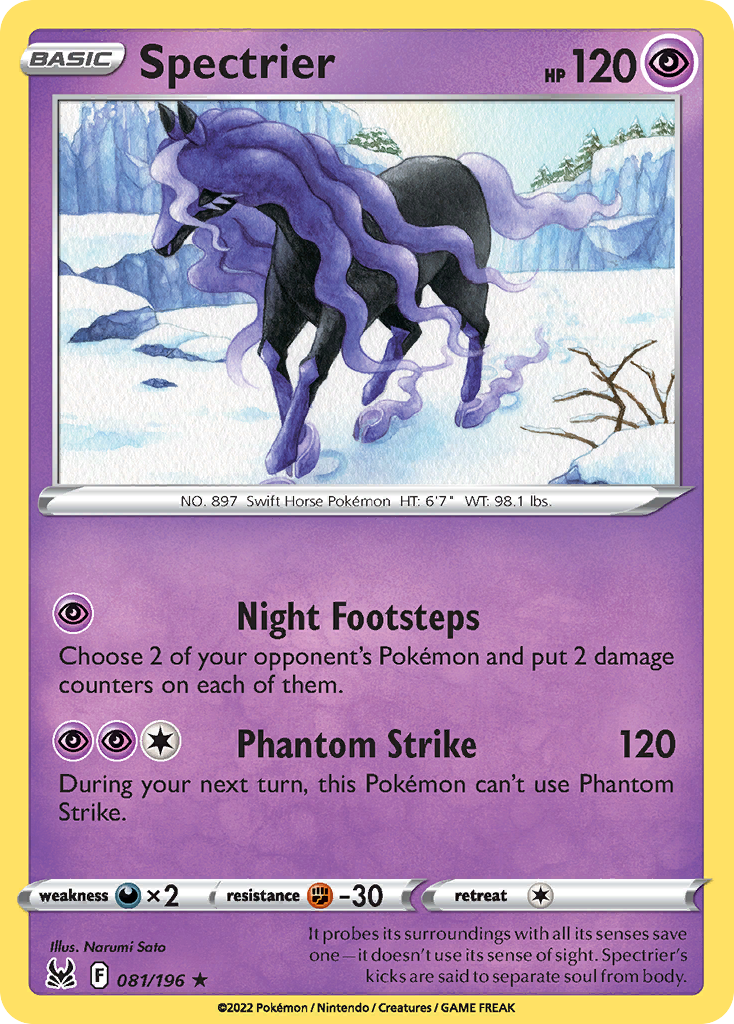 BASIC Spectrier HP 120
NO. 897 Swift Horse Pokémon HT: 6'7" WT: 98.1 lbs.
Night Footsteps
Choose 2 of your opponent's Pokémon and put 2 damage
counters on each of them.
Phantom Strike 120
During your next turn, this Pokémon can't use Phantom
Strike.
weakness ×2 resistance -30 retreat
Illus. Narumi Sato
F 081/196 ★
It probes its surroundings with all its senses save
one—it doesn't use its sense of sight. Spectrier's
kicks are said to separate soul from body.
©2022 Pokémon / Nintendo / Creatures / GAME FREAK